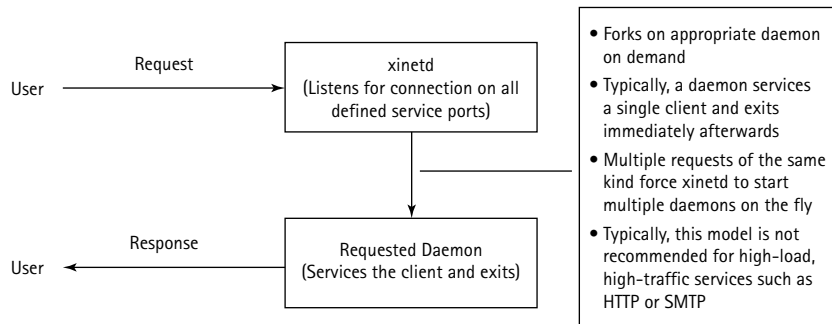 Request
User
xinetd
(Listens for connection on all
defined service ports)
Response
User
Requested Daemon
(Services the client and exits)
• Forks on appropriate daemon
on demand
• Typically, a daemon services
a single client and exits
immediately afterwards
• Multiple requests of the same
kind force xinetd to start
multiple daemons on the fly
• Typically, this model is not
recommended for high-load,
high-traffic services such as
HTTP or SMTP